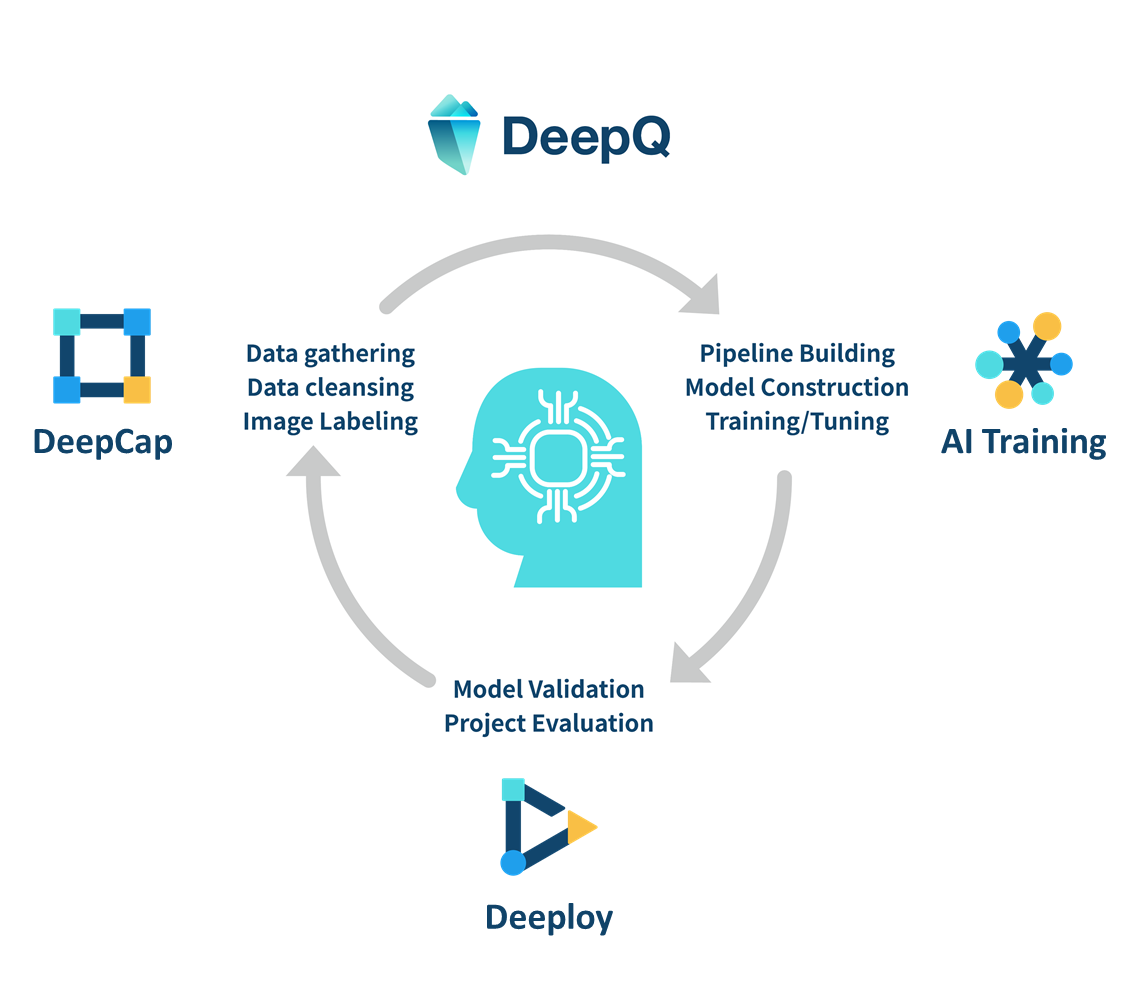 DeepQ
Data gathering
Data cleansing
Image Labeling
DeepCap
Pipeline Building
Model Construction
Training/Tuning
AI Training
Model Validation
Project Evaluation
Deeploy